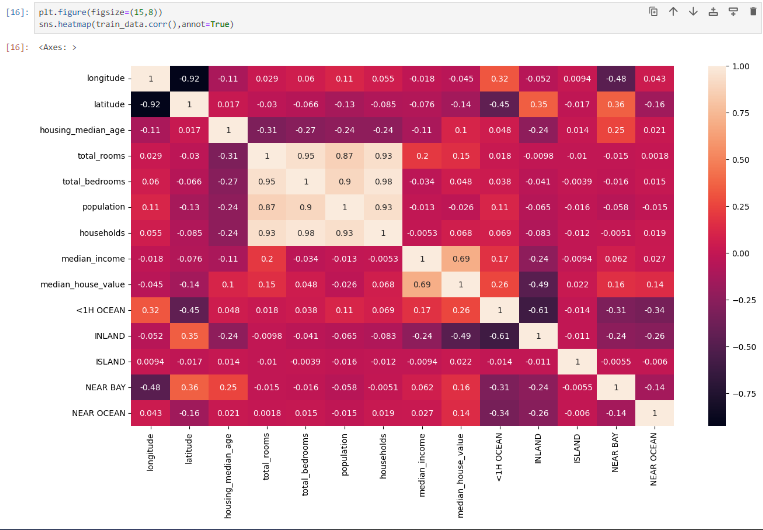 [16]: plt.figure(figsize=(15,8))
sns.heatmap(train_data.corr(),annot=True)
[16]: <Axes: >
longitude 1 -0.92 -0.11 0.029 0.06 0.11 0.055 -0.018 -0.045 0.32 -0.052 0.0094 -0.48 0.043
latitude -0.92 1 0.017 -0.03 -0.066 -0.13 -0.085 -0.076 -0.14 -0.45 0.35 -0.017 0.36 -0.16
housing_median_age -0.11 0.017 1 -0.31 -0.27 -0.24 -0.24 -0.11 0.1 0.048 -0.24 0.014 0.25 0.021
total_rooms 0.029 -0.03 -0.31 1 0.95 0.87 0.93 0.2 0.15 0.018 -0.0098 -0.01 -0.015 0.0018
total_bedrooms 0.06 -0.066 -0.27 0.95 1 0.9 0.98 -0.034 0.048 0.038 -0.041 -0.0039 -0.016 0.015
population 0.11 -0.13 -0.24 0.87 0.9 1 0.93 -0.013 -0.026 0.11 -0.065 -0.016 -0.058 -0.015
households 0.055 -0.085 -0.24 0.93 0.98 0.93 1 -0.0053 0.068 0.069 -0.083 -0.012 -0.0051 0.019
median_income -0.018 -0.076 -0.11 0.2 -0.034 -0.013 -0.0053 1 0.69 0.17 -0.24 -0.0094 0.062 0.027
median_house_value -0.045 -0.14 0.1 0.15 0.048 -0.026 0.068 0.69 1 0.26 -0.49 0.022 0.16 0.14
<1H OCEAN 0.32 -0.45 0.048 0.018 0.038 0.11 0.069 0.17 0.26 1 -0.61 -0.014 -0.31 -0.34
INLAND -0.052 0.35 -0.24 -0.0098 -0.041 -0.065 -0.083 -0.24 -0.49 -0.61 1 -0.011 -0.24 -0.26
ISLAND 0.0094 -0.017 0.014 -0.01 -0.0039 -0.016 -0.012 -0.0094 0.022 -0.014 -0.011 1 -0.0055 -0.006
NEAR BAY -0.48 0.36 0.25 -0.015 -0.016 -0.058 -0.0051 0.062 0.16 -0.31 -0.24 -0.0055 1 -0.14
NEAR OCEAN 0.043 -0.16 0.021 0.0018 0.015 -0.015 0.019 0.027 0.14 -0.34 -0.26 -0.006 -0.14 1
longitude
latitude
housing_median_age
total_rooms
total_bedrooms
population
households
median_income
median_house_value
<1H OCEAN
INLAND
ISLAND
NEAR BAY
NEAR OCEAN
1.00
0.75
0.50
0.25
0.00
−0.25
−0.50
−0.75